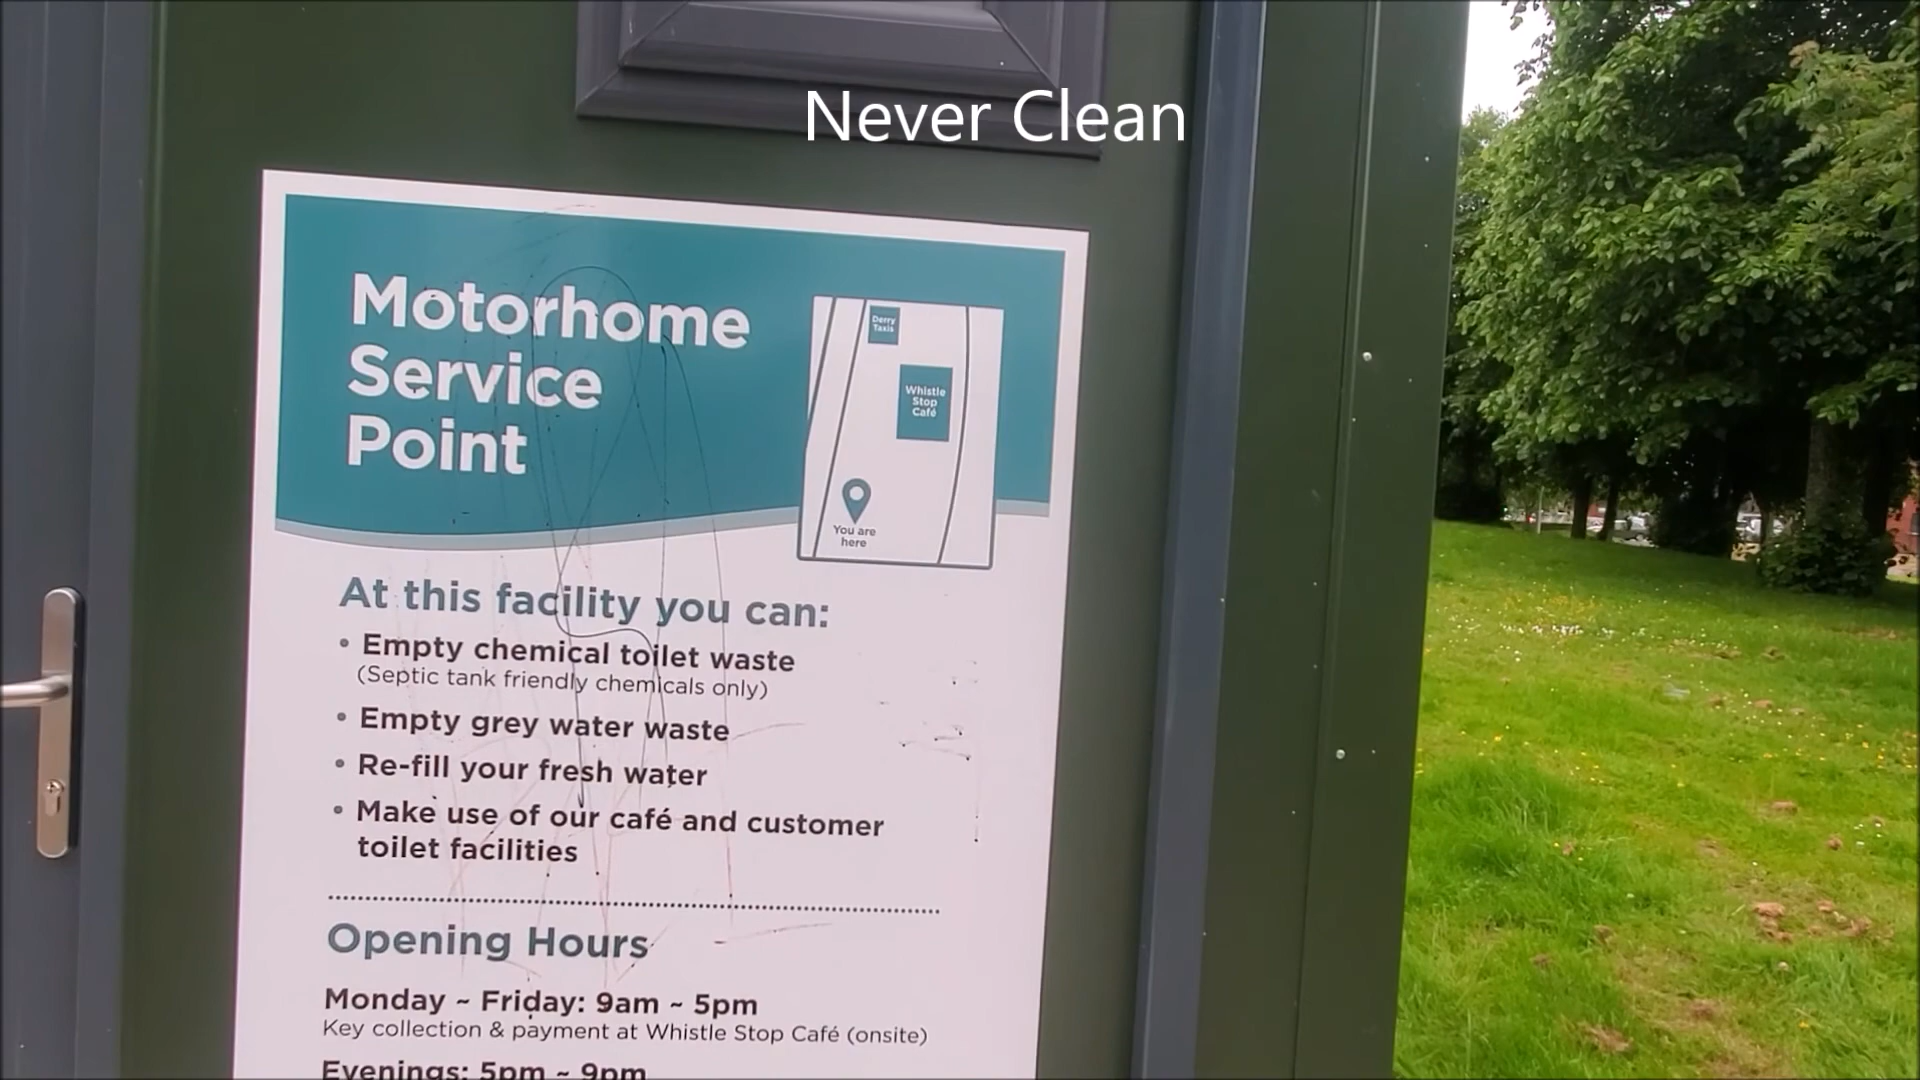 Never Clean
Motorhome
Service
Point
Derry
Taxis
Whistle
Stop
Café
You are
here
At this facility you can:
• Empty chemical toilet waste
(Septic tank friendly chemicals only)
• Empty grey water waste
• Re-fill your fresh water
• Make use of our café and customer
toilet facilities
Opening Hours
Monday ~ Friday: 9am ~ 5pm
Key collection & payment at Whistle Stop Café (onsite)
Evenings: 5pm ~ 9pm